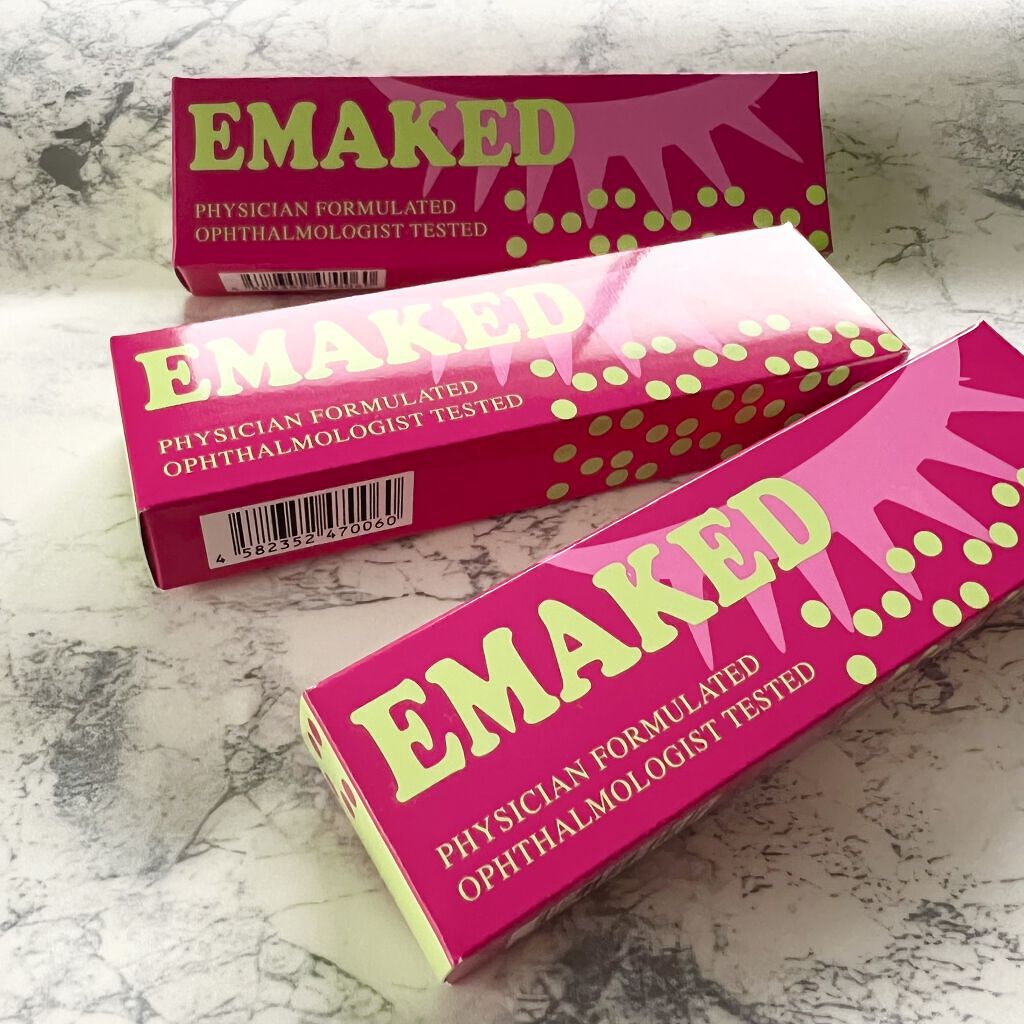 EMAKED
PHYSICIAN FORMULATED
OPHTHALMOLOGIST TESTED
EMAKED
PHYSICIAN FORMULATED
OPHTHALMOLOGIST TESTED
4 582352 470060
EMAKED
PHYSICIAN FORMULATED
OPHTHALMOLOGIST TESTED